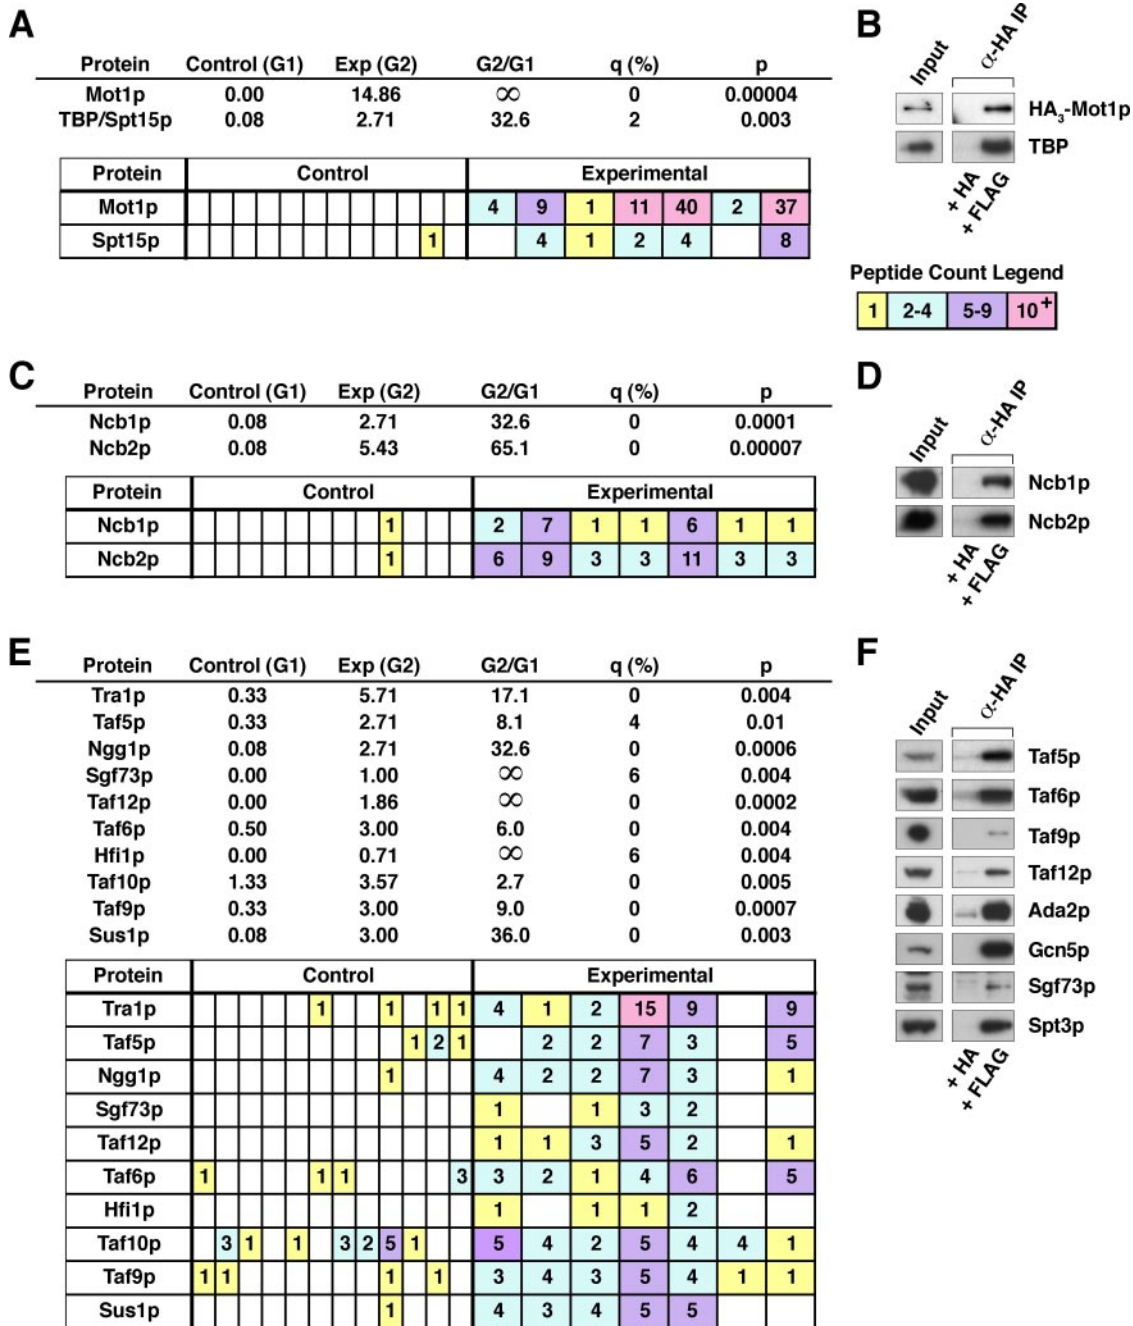 A
Protein Control (G1) Exp (G2) G2/G1 q (%) p
Mot1p 0.00 14.86 ∞ 0 0.00004
TBP/Spt15p 0.08 2.71 32.6 2 0.003
Protein Control Experimental
Mot1p 4 9 1 11 40 2 37
Spt15p 1 4 1 2 4 8
B
Input α-HA IP
HA3-Mot1p
TBP
+ HA
+ FLAG
Peptide Count Legend
1 2-4 5-9 10+
C
Protein Control (G1) Exp (G2) G2/G1 q (%) p
Ncb1p 0.08 2.71 32.6 0 0.0001
Ncb2p 0.08 5.43 65.1 0 0.00007
Protein Control Experimental
Ncb1p 1 2 7 1 1 6 1 1
Ncb2p 1 6 9 3 3 11 3 3
D
Input α-HA IP
Ncb1p
Ncb2p
+ HA
+ FLAG
E
Protein Control (G1) Exp (G2) G2/G1 q (%) p
Tra1p 0.33 5.71 17.1 0 0.004
Taf5p 0.33 2.71 8.1 4 0.01
Ngg1p 0.08 2.71 32.6 0 0.0006
Sgf73p 0.00 1.00 ∞ 6 0.004
Taf12p 0.00 1.86 ∞ 0 0.0002
Taf6p 0.50 3.00 6.0 0 0.004
Hfi1p 0.00 0.71 ∞ 6 0.004
Taf10p 1.33 3.57 2.7 0 0.005
Taf9p 0.33 3.00 9.0 0 0.0007
Sus1p 0.08 3.00 36.0 0 0.003
Protein Control Experimental
Tra1p 1 1 1 1 4 1 2 15 9 9
Taf5p 1 2 1 2 2 7 3 5
Ngg1p 1 4 2 2 7 3 1
Sgf73p 1 1 3 2
Taf12p 1 1 3 5 2 1
Taf6p 1 1 1 3 3 2 1 4 6 5
Hfi1p 1 1 1 2
Taf10p 3 1 1 3 2 5 1 5 4 2 5 4 4 1
Taf9p 1 1 1 1 3 4 3 5 4 1 1
Sus1p 1 4 3 4 5 5
F
Input α-HA IP
Taf5p
Taf6p
Taf9p
Taf12p
Ada2p
Gcn5p
Sgf73p
Spt3p
+ HA
+ FLAG